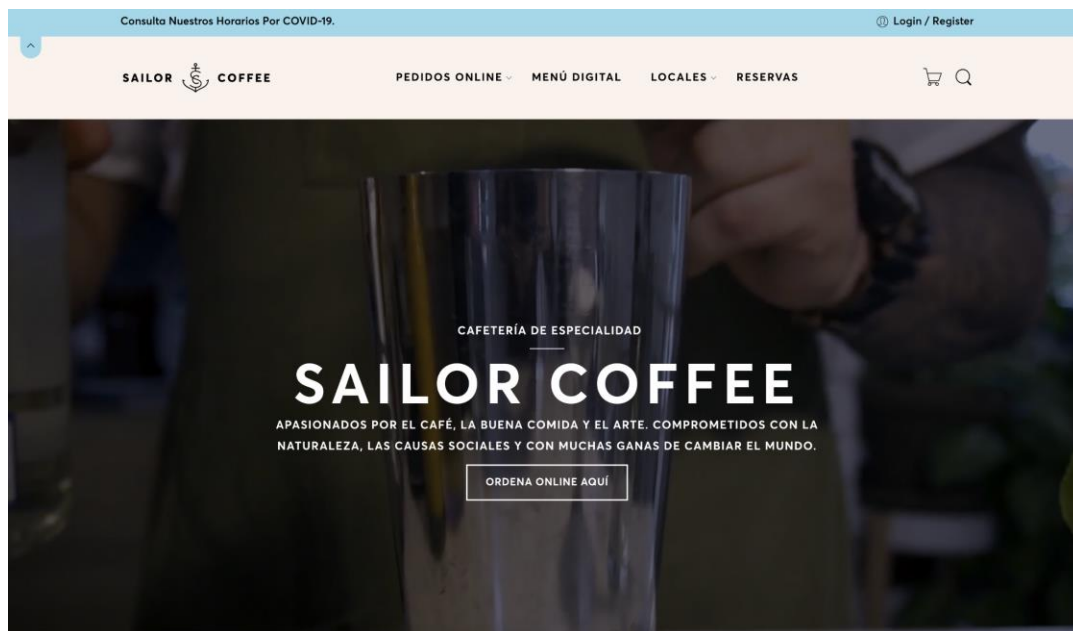 Consulta Nuestros Horarios Por COVID-19.
Login / Register
SAILOR S COFFEE
PEDIDOS ONLINE
MENÚ DIGITAL
LOCALES
RESERVAS
CAFETERÍA DE ESPECIALIDAD
SAILOR COFFEE
APASIONADOS POR EL CAFÉ, LA BUENA COMIDA Y EL ARTE. COMPROMETIDOS CON LA
NATURALEZA, LAS CAUSAS SOCIALES Y CON MUCHAS GANAS DE CAMBIAR EL MUNDO.
ORDENA ONLINE AQUÍ